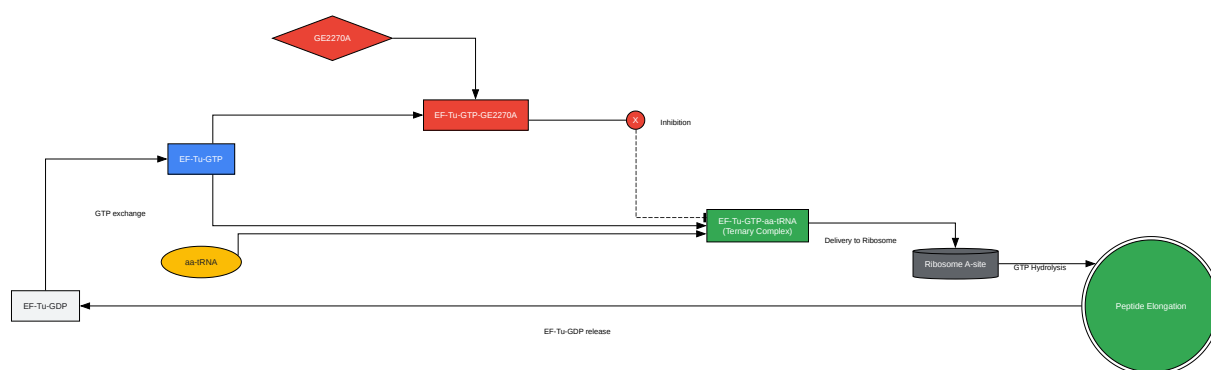 GE2270A
EF-Tu-GTP-GE2270A
X
Inhibition
EF-Tu-GTP
GTP exchange
EF-Tu-GTP-aa-tRNA
(Ternary Complex)
Delivery to Ribosome
aa-tRNA
Ribosome A-site
GTP Hydrolysis
EF-Tu-GDP
Peptide Elongation
EF-Tu-GDP release